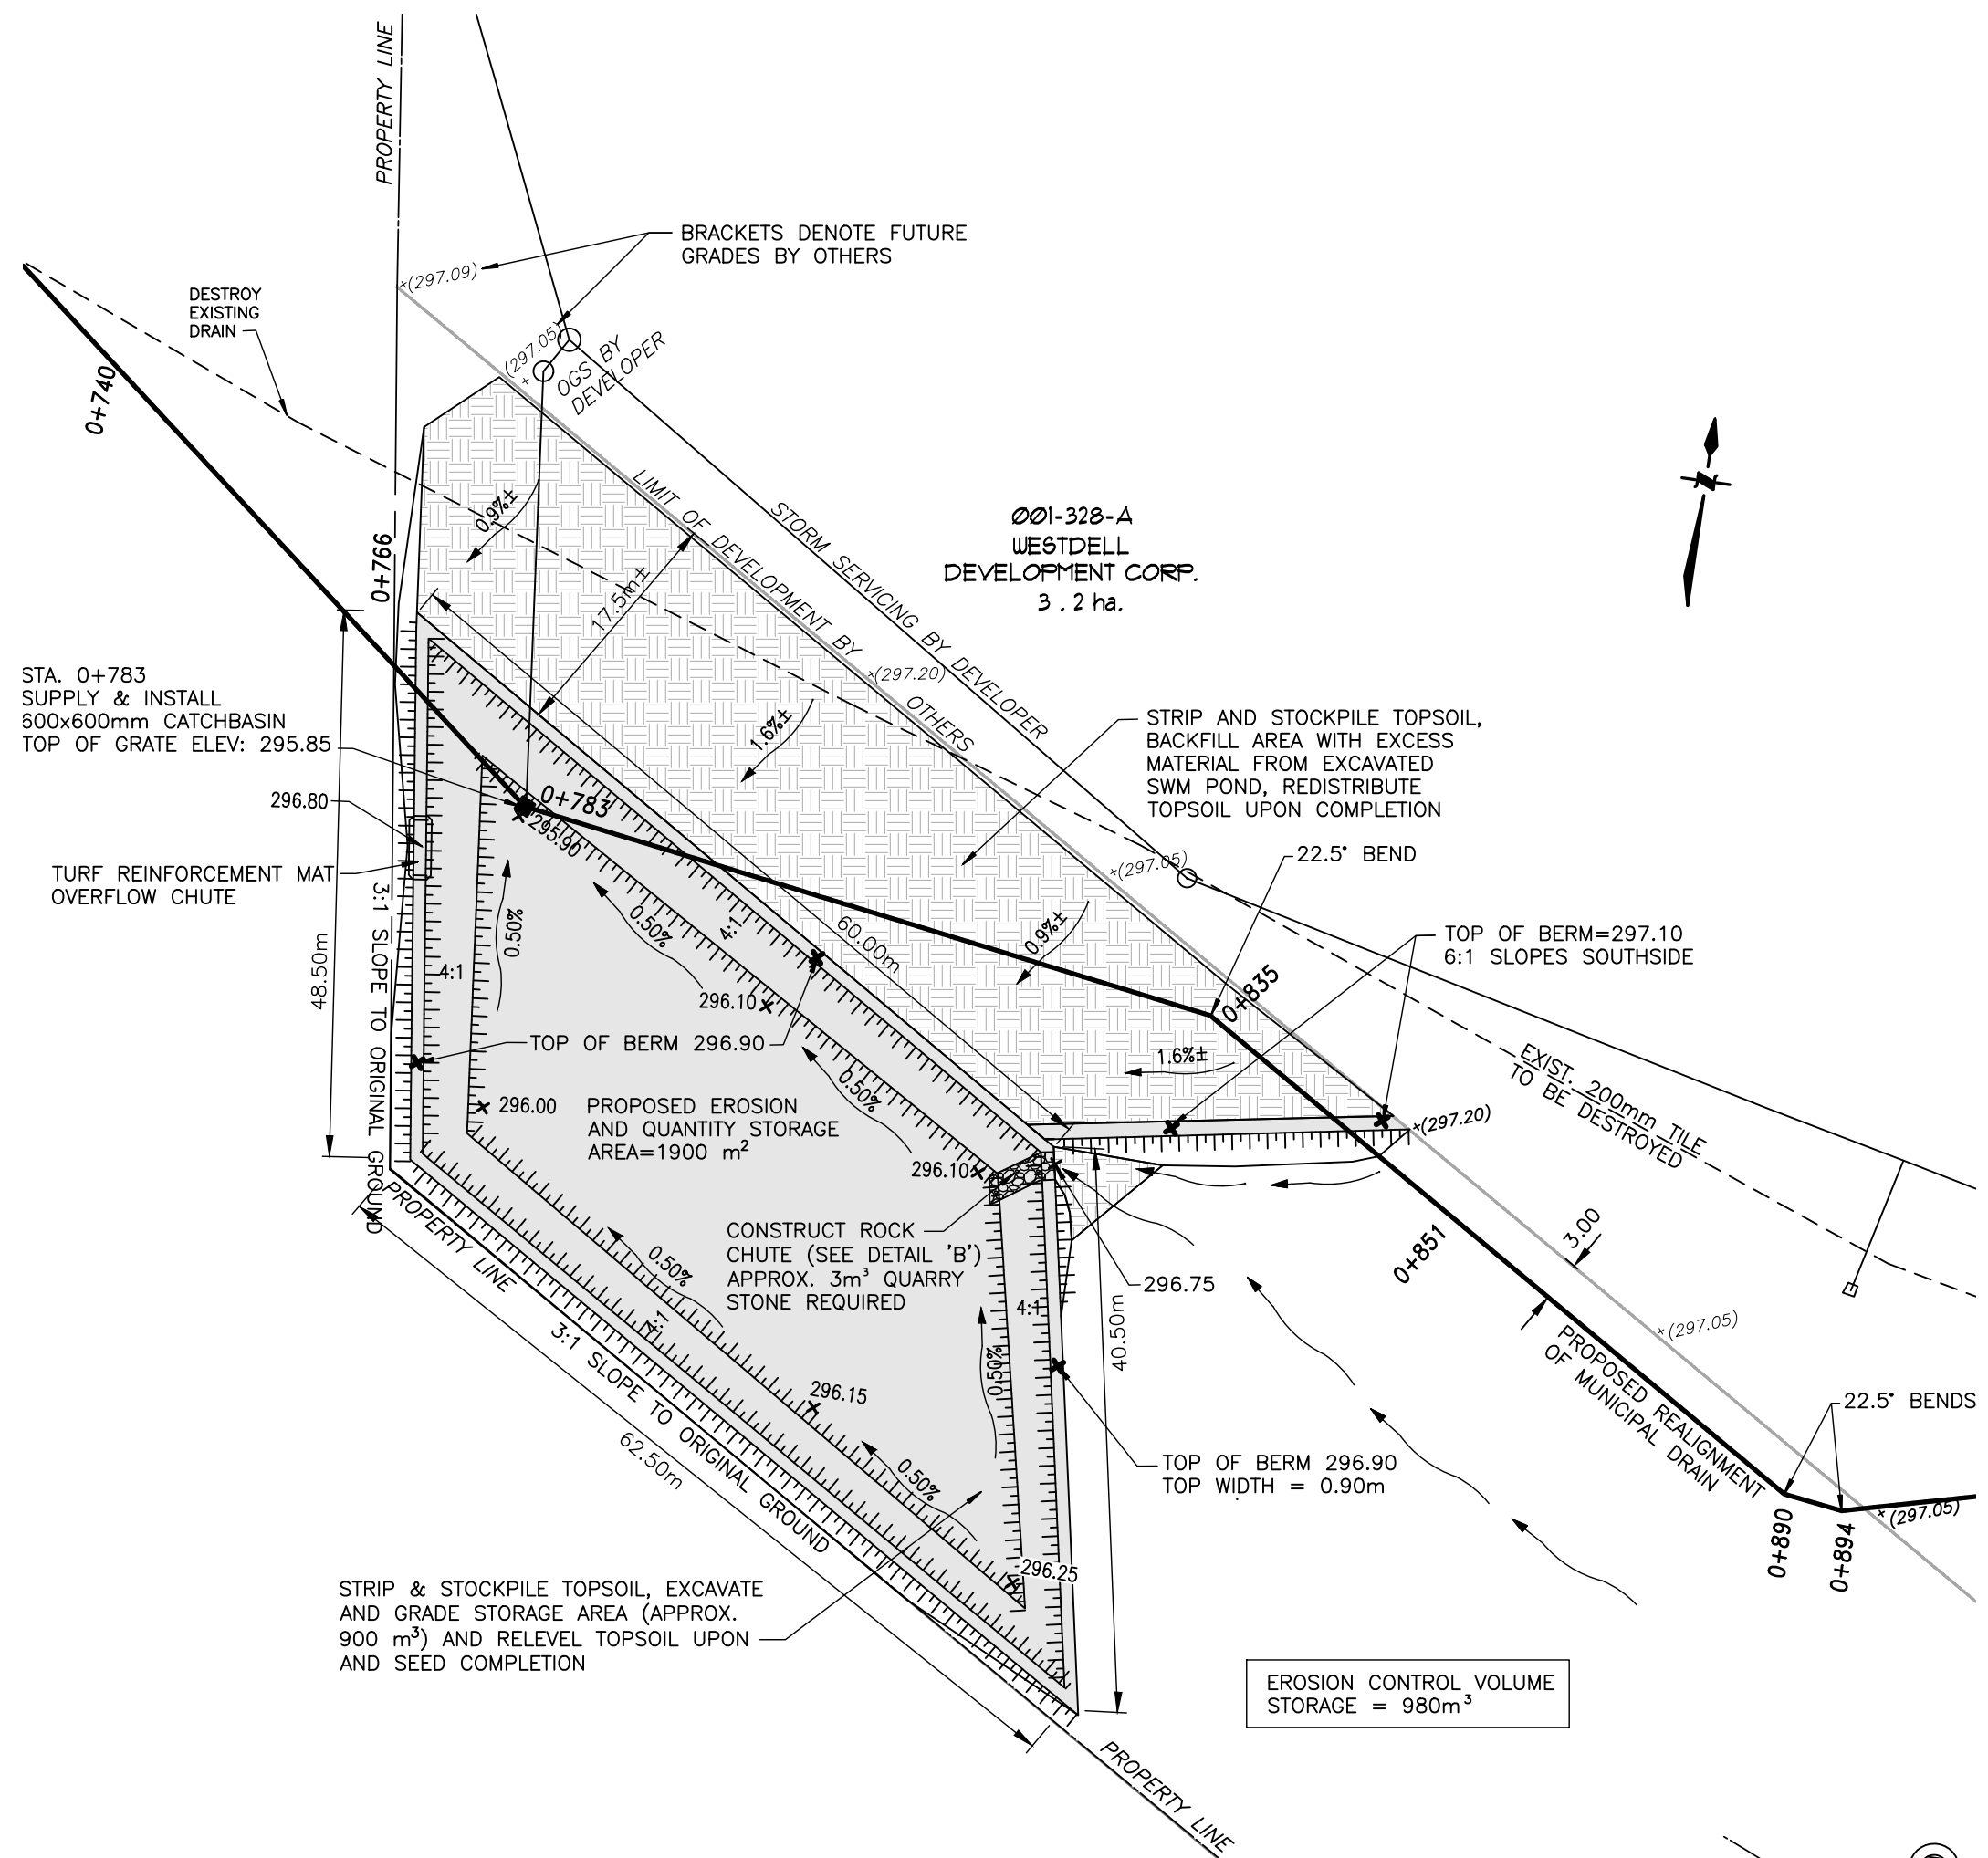 PROPERTY LINE
BRACKETS DENOTE FUTURE
GRADES BY OTHERS
(297.09)
DESTROY
EXISTING
DRAIN
(297.05)
OGS BY
DEVELOPER
0+740
0+766
0.9%±
17.5m±
LIMIT OF DEVELOPMENT BY
OTHERS
STORM SERVICING BY DEVELOPER
001-328-A
WESTDELL
DEVELOPMENT CORP.
3.2 ha.
N
STA. 0+783
SUPPLY & INSTALL
600x600mm CATCHBASIN
TOP OF GRATE ELEV: 295.85
296.80
TURF REINFORCEMENT MAT
OVERFLOW CHUTE
(297.20)
1.6%±
STRIP AND STOCKPILE TOPSOIL,
BACKFILL AREA WITH EXCESS
MATERIAL FROM EXCAVATED
SWM POND, REDISTRIBUTE
TOPSOIL UPON COMPLETION
0+783
295.90
22.5° BEND
(297.05)
48.50m
3:1 SLOPE TO ORIGINAL GROUND
4:1
0.50%
0.50%
4:1
60.00m
0.9%±
0+835
TOP OF BERM=297.10
6:1 SLOPES SOUTHSIDE
296.10
TOP OF BERM 296.90
0.50%
1.6%±
EXIST. 200mm TILE
TO BE DESTROYED
296.00
PROPOSED EROSION
AND QUANTITY STORAGE
AREA=1900 m²
296.10
(297.20)
PROPERTY LINE
CONSTRUCT ROCK
CHUTE (SEE DETAIL 'B')
APPROX. 3m³ QUARRY
STONE REQUIRED
296.75
0+851
3.00
0.50%
4:1
4:1
0.50%
40.50m
(297.05)
PROPOSED REALIGNMENT
OF MUNICIPAL DRAIN
3:1 SLOPE TO ORIGINAL GROUND
62.50m
296.15
0.50%
TOP OF BERM 296.90
TOP WIDTH = 0.90m
22.5° BENDS
(297.05)
0+890
0+894
296.25
STRIP & STOCKPILE TOPSOIL, EXCAVATE
AND GRADE STORAGE AREA (APPROX.
900 m³) AND RELEVEL TOPSOIL UPON
AND SEED COMPLETION
EROSION CONTROL VOLUME
STORAGE = 980m³
PROPERTY LINE